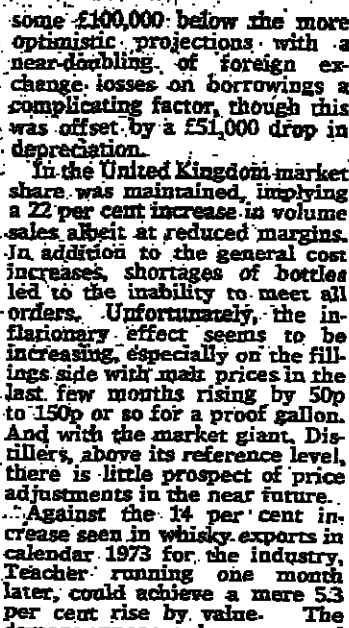 some £100,000 below the more
optimistic projections with a
near-doubling of foreign ex-
change losses on borrowings a
complicating factor, though this
was offset by a £51,000 drop in
depreciation.
In the United Kingdom market
share was maintained, implying
a 22 per cent increase in volume
sales albeit at reduced margins.
In addition to the general cost
increases, shortages of bottles
led to the inability to meet all
orders. Unfortunately, the in-
flationary effect seems to be
increasing, especially on the fill-
ings side with malt prices in the
last few months rising by 50p
to 150p or so for a proof gallon.
And with the market giant, Dis-
tillers, above its reference level,
there is little prospect of price
adjustments in the near future.
Against the 14 per cent in-
crease seen in whisky exports in
calendar 1973 for the industry,
Teacher running one month
later, could achieve a mere 5.3
per cent rise by value. The